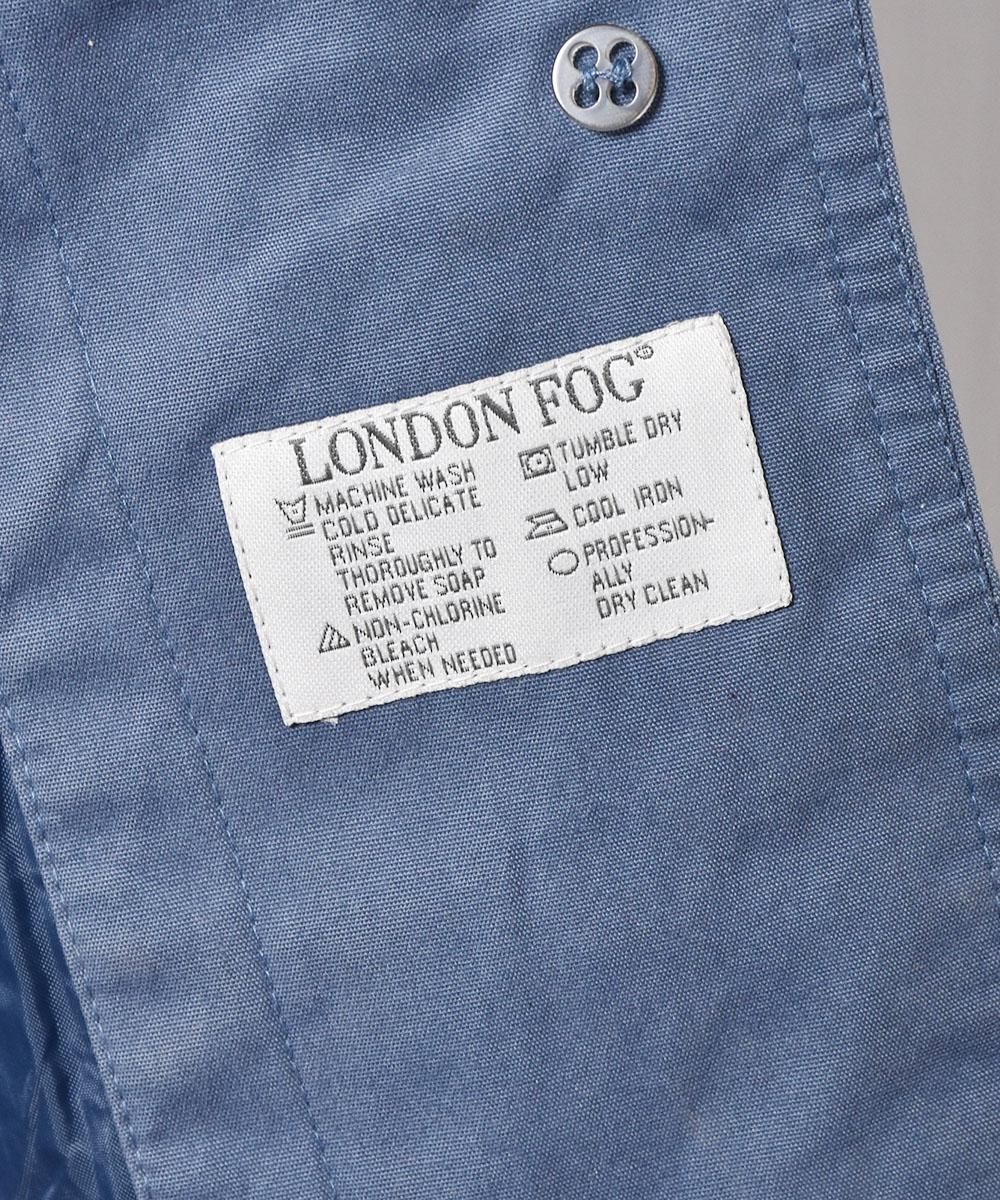 LONDON FOG®
MACHINE WASH
COLD DELICATE
RINSE
THOROUGHLY TO
REMOVE SOAP
NON-CHLORINE
BLEACH
WHEN NEEDED
TUMBLE DRY
LOW
COOL IRON
PROFESSION-
ALLY
DRY CLEAN